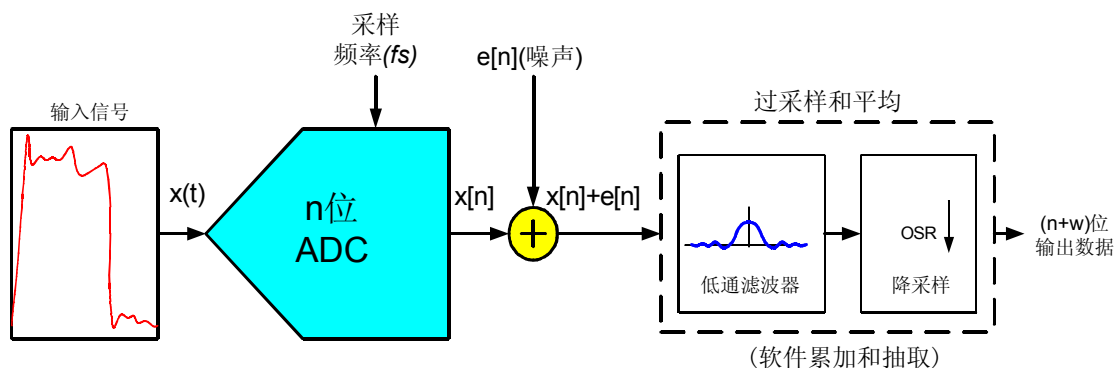 采样
频率(fs)
e[n](噪声)
输入信号
过采样和平均
x(t)
n位
ADC
x[n]
x[n]+e[n]
OSR
低通滤波器
降采样
(n+w)位
输出数据
(软件累加和抽取)